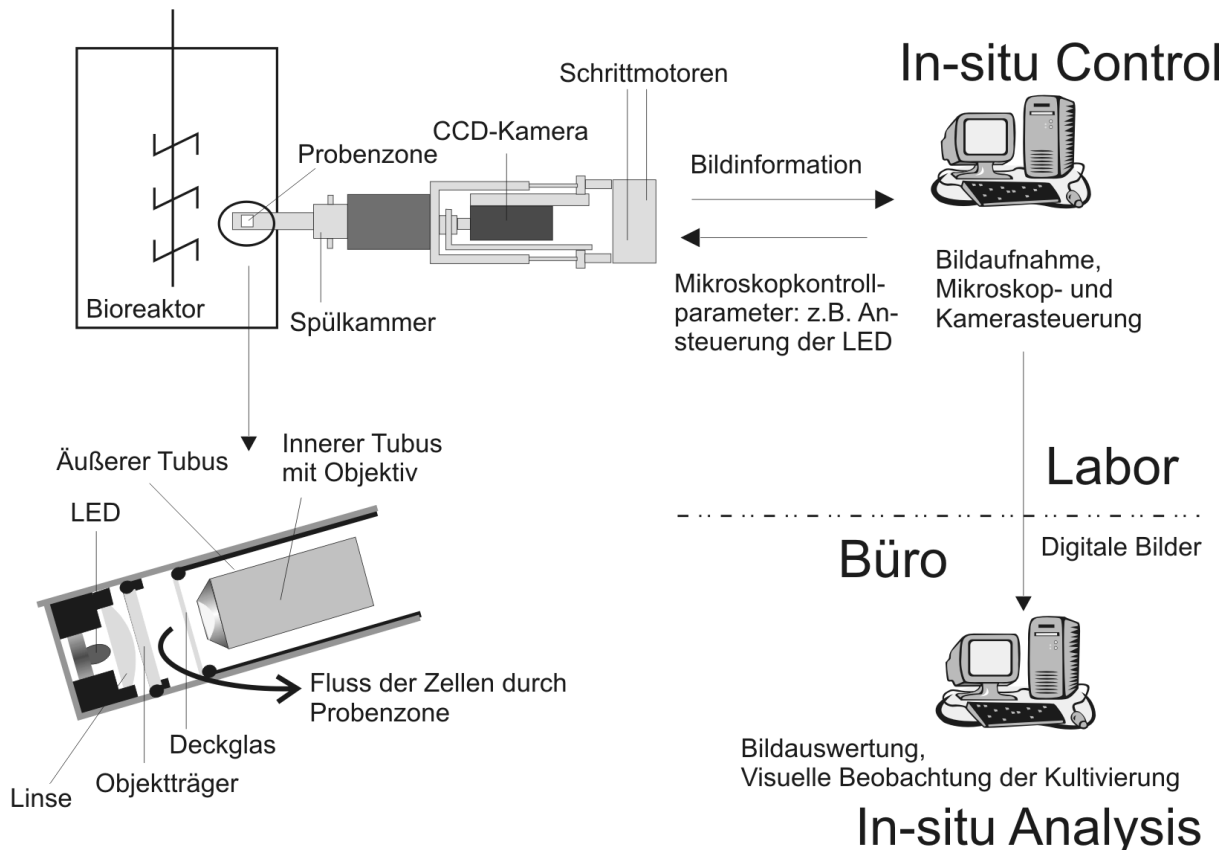 In-situ Control
Schrittmotoren
CCD-Kamera
Probenzone
Bildinformation
Bioreaktor
Spülkammer
Mikroskopkontroll-
parameter: z.B. An-
steuerung der LED
Bildaufnahme,
Mikroskop- und
Kamerasteuerung
Äußerer Tubus
Innerer Tubus
mit Objektiv
LED
Labor
Büro
Digitale Bilder
Fluss der Zellen durch
Probenzone
Deckglas
Objektträger
Linse
Bildauswertung,
Visuelle Beobachtung der Kultivierung
In-situ Analysis